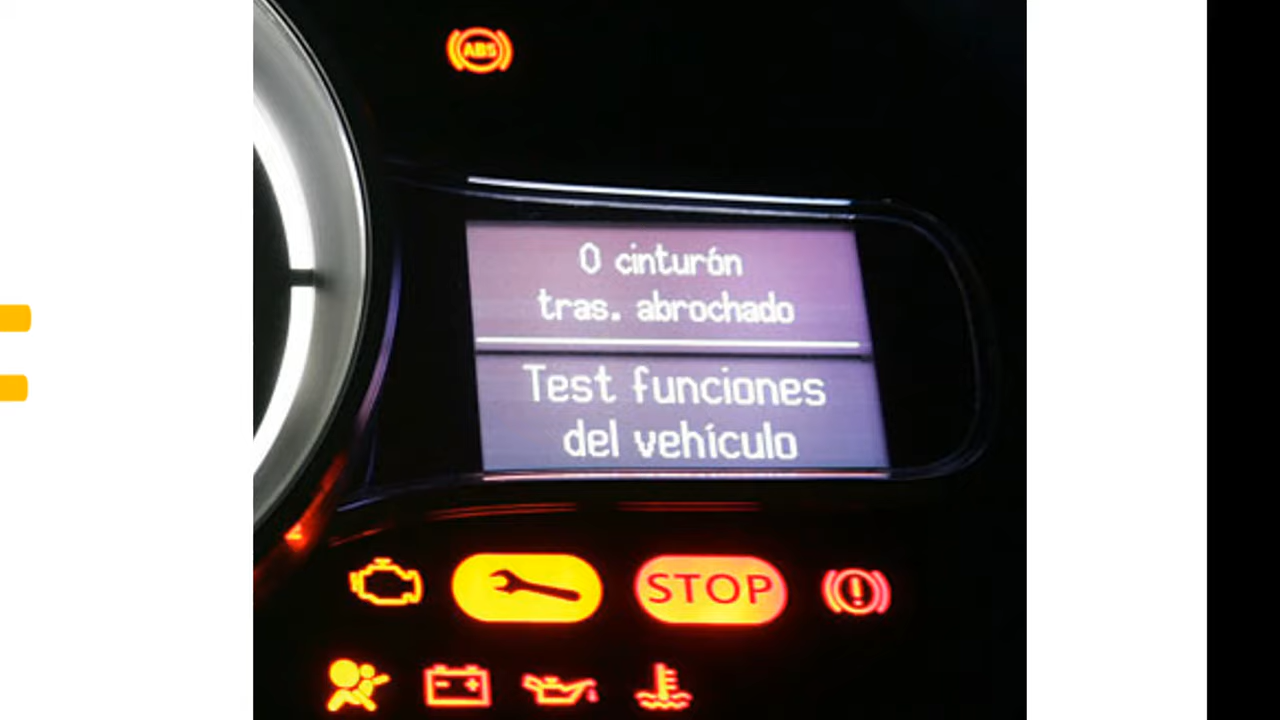 ABS
0 cinturón
tras. abrochado
Test funciones
del vehículo
STOP